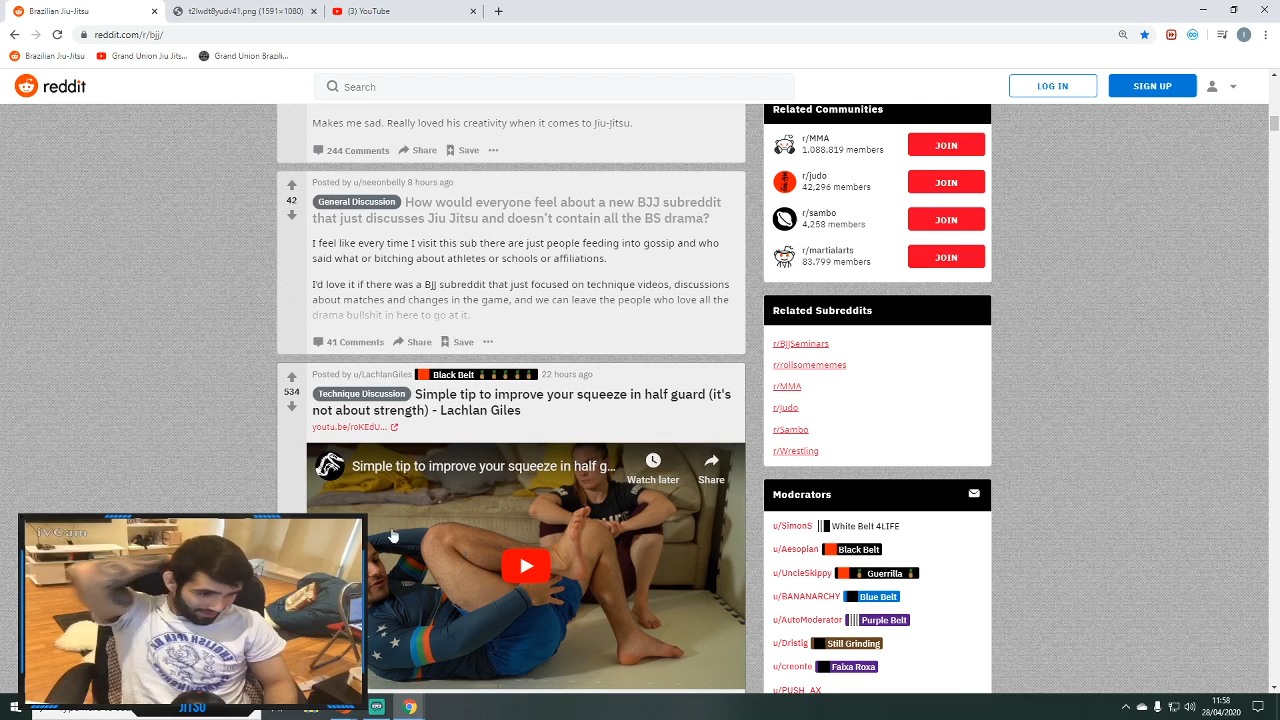 Brazilian Jiu-Jitsu
t2lwdtbyudv41.png (1591×1080)
(3) YouTube
reddit.com/r/bjj/
Brazilian Jiu-Jitsu
Grand Union Jiu Jits...
Grand Union Brazili...
reddit
Search
LOG IN
SIGN UP
Makes me sad. Really loved his creativity when it comes to Jiu-Jitsu.
244 Comments
Share
Save
Posted by u/neeonbelly 8 hours ago
42
General Discussion How would everyone feel about a new BJJ subreddit
that just discusses Jiu Jitsu and doesn't contain all the BS drama?
I feel like every time I visit this sub there are just people feeding into gossip and who
said what or bitching about athletes or schools or affiliations.
I'd love it if there was a BJJ subreddit that just focused on technique videos, discussions
about matches and changes in the game, and we can leave the people who love all the
drama bullshit in here to go at it.
41 Comments
Share
Save
Posted by u/LachlanGiles Black Belt 22 hours ago
534
Technique Discussion Simple tip to improve your squeeze in half guard (it's
not about strength) - Lachlan Giles
youtu.be/roKEdU...
Simple tip to improve your squeeze in half g...
Watch later
Share
iVCam
JITSU
Related Communities
r/MMA
1,088,819 members
JOIN
r/judo
42,296 members
JOIN
r/sambo
4,258 members
JOIN
r/martialarts
83,799 members
JOIN
Related Subreddits
r/BJJSeminars
r/rollsomememes
r/MMA
r/Judo
r/Sambo
r/Wrestling
Moderators
u/SimonS White Belt 4LIFE
u/Aesopian Black Belt
u/UncleSkippy Guerrilla
u/BANANARCHY Blue Belt
u/AutoModerator Purple Belt
u/Dristig Still Grinding
u/creonte Faixa Roxa
u/PUSH_AX
11:58
28/04/2020